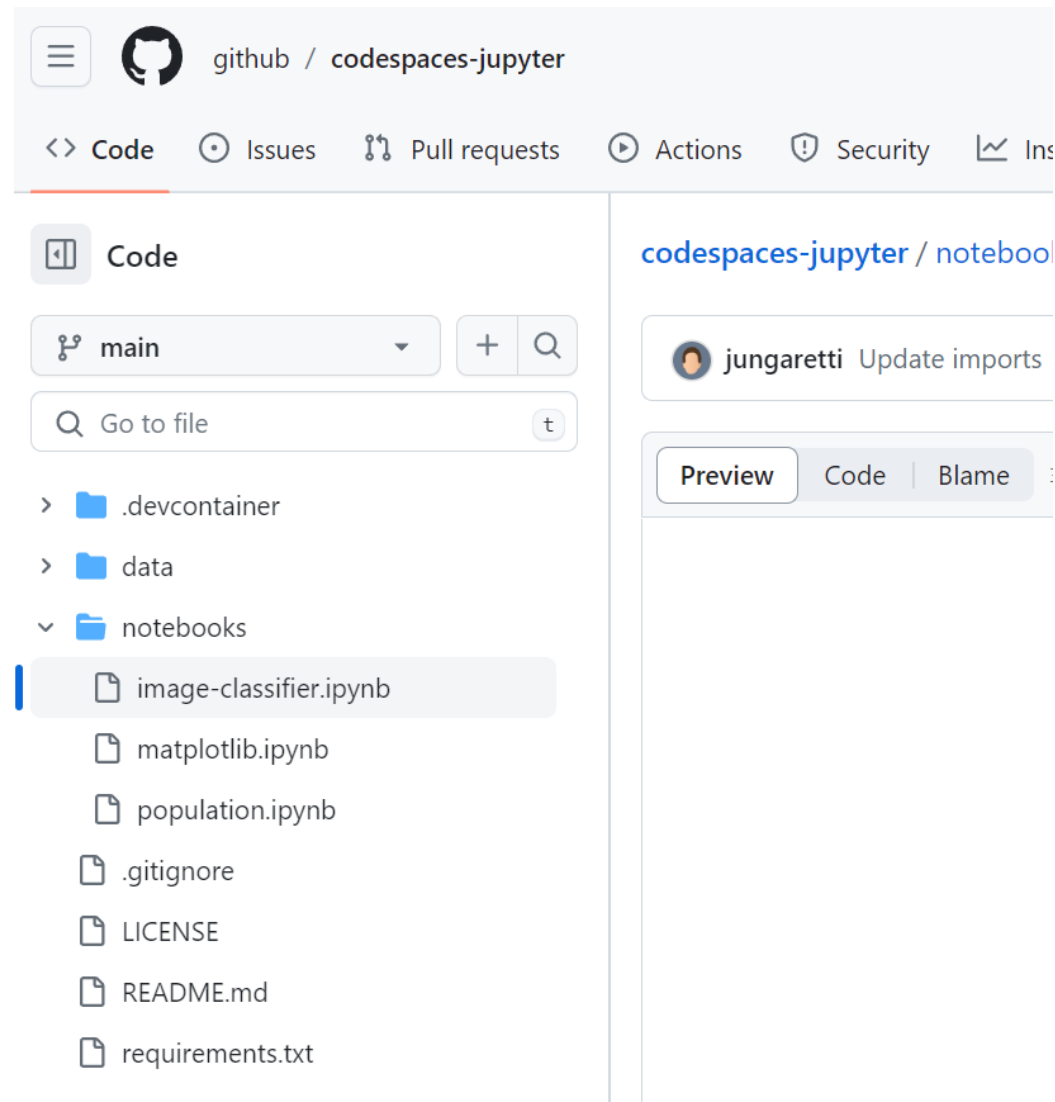 github / codespaces-jupyter
Code Issues Pull requests Actions Security
Code
main
Go to file t
.devcontainer
data
notebooks
image-classifier.ipynb
matplotlib.ipynb
population.ipynb
.gitignore
LICENSE
README.md
requirements.txt
codespaces-jupyter /
jungaretti Update imports
Preview Code Blame